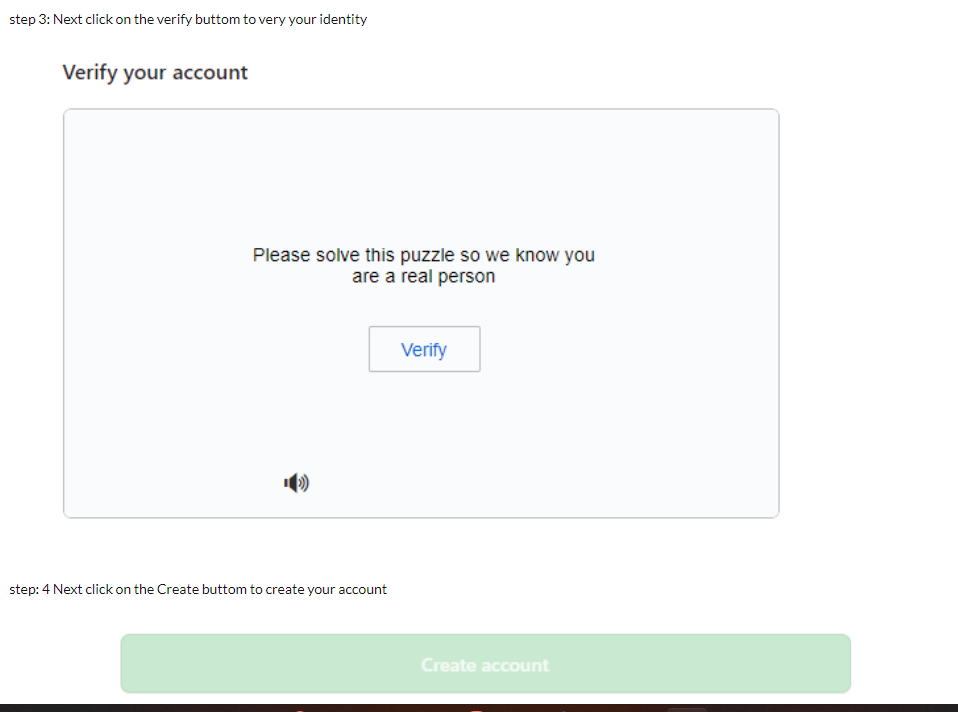 step 3: Next click on the verify buttom to very your identity
Verify your account
Please solve this puzzle so we know you
are a real person
Verify
step: 4 Next click on the Create buttom to create your account
Create account